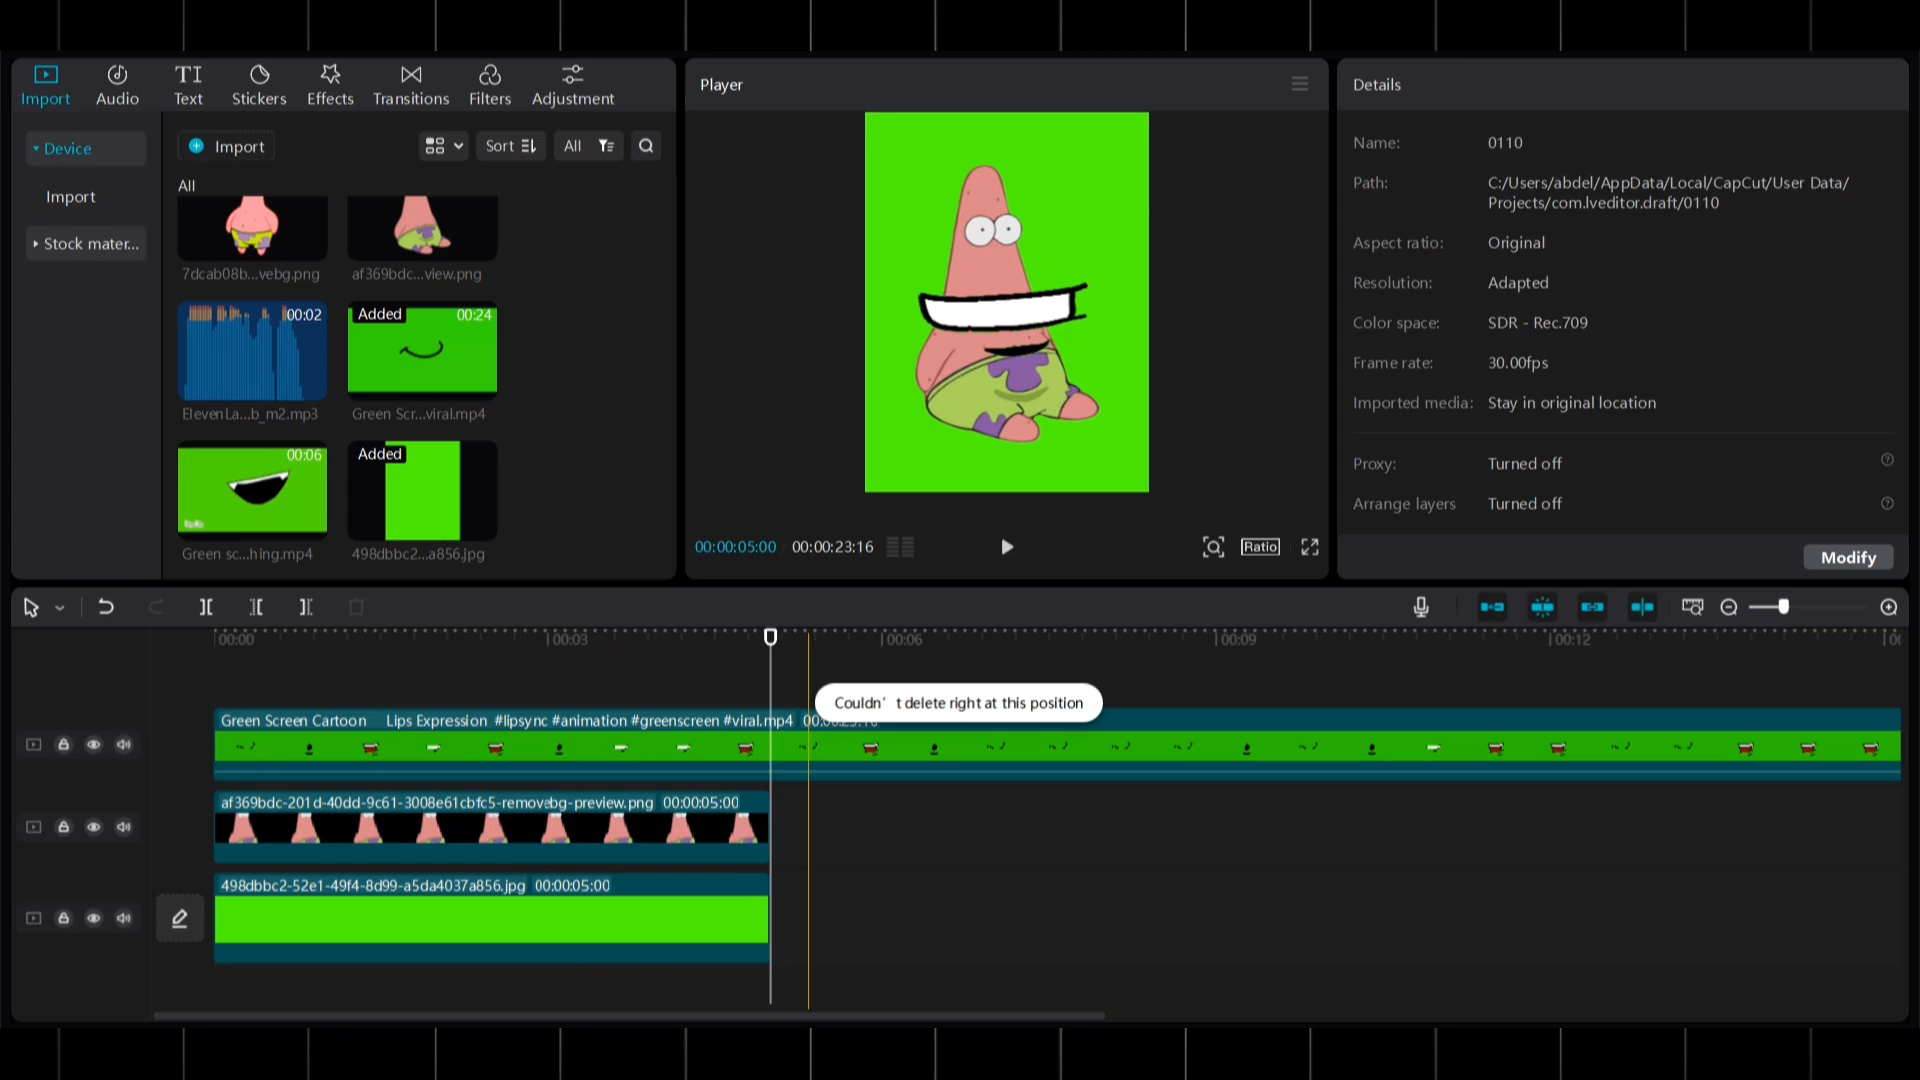 Import
Audio
TI
Text
Stickers
Effects
Transitions
Filters
Adjustment
Device
Import
Stock mater...
Import
Sort
All
All
7dcab08b...vebg.png
af369bdc...view.png
00:02
ElevenLa...b_m2.mp3
Added
00:24
Green Scr...viral.mp4
00:06
Green sc...hing.mp4
Added
498dbbc2...a856.jpg
Player
00:00:05:00
00:00:23:16
Ratio
Details
Name: 0110
Path: C:/Users/abdel/AppData/Local/CapCut/User Data/
Projects/com.lveditor.draft/0110
Aspect ratio: Original
Resolution: Adapted
Color space: SDR - Rec.709
Frame rate: 30.00fps
Imported media: Stay in original location
Proxy: Turned off
Arrange layers Turned off
Modify
00:00
00:03
00:06
00:09
00:12
Couldn't delete right at this position
Green Screen Cartoon Lips Expression #lipsync #animation #greenscreen #viral.mp4
af369bdc-201d-40dd-9c61-3008e61cbfc5-removebg-preview.png 00:00:05:00
498dbbc2-52e1-49f4-8d99-a5da4037a856.jpg 00:00:05:00